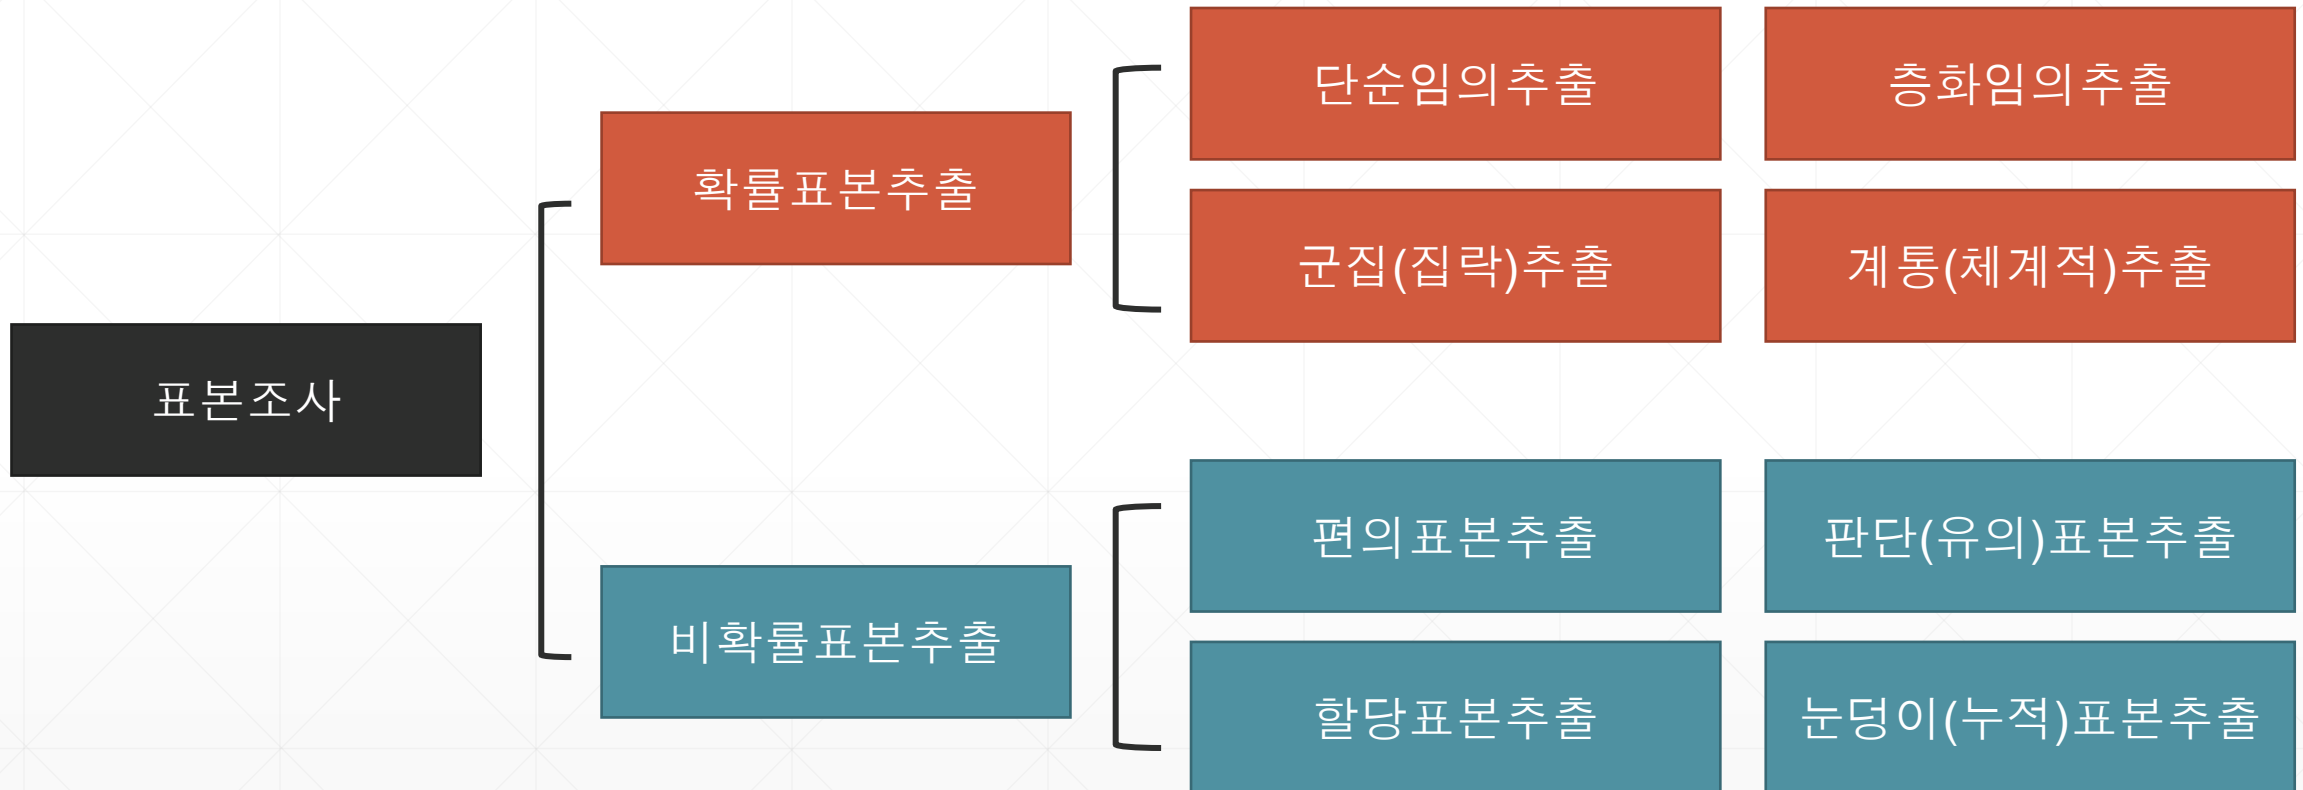 표본조사
확률표본추출
단순임의추출
층화임의추출
군집(집락)추출
계통(체계적)추출
비확률표본추출
편의표본추출
판단(유의)표본추출
할당표본추출
눈덩이(누적)표본추출